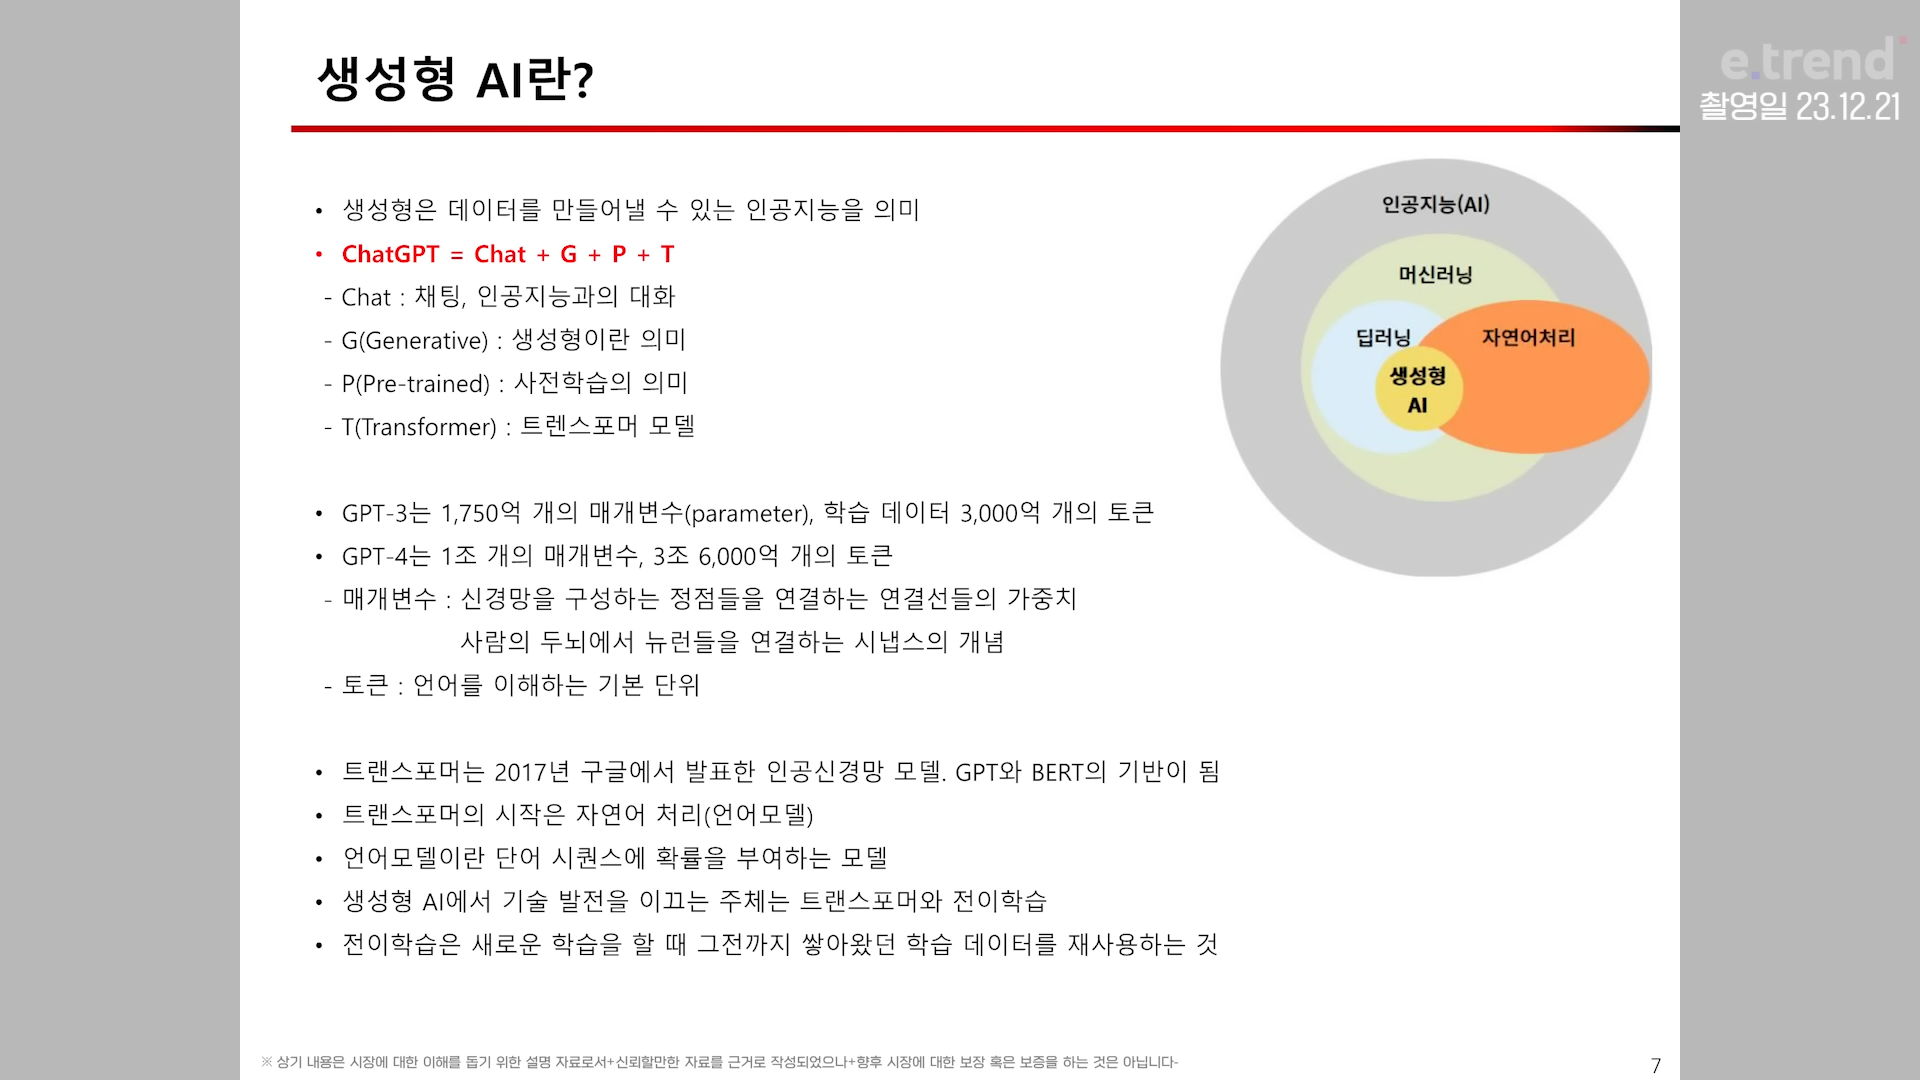 생성형 AI란?
e.trend
촬영일 23.12.21
• 생성형은 데이터를 만들어낼 수 있는 인공지능을 의미
• ChatGPT = Chat + G + P + T
- Chat : 채팅, 인공지능과의 대화
- G(Generative) : 생성형이란 의미
- P(Pre-trained) : 사전학습의 의미
- T(Transformer) : 트렌스포머 모델
• GPT-3는 1,750억 개의 매개변수(parameter), 학습 데이터 3,000억 개의 토큰
• GPT-4는 1조 개의 매개변수, 3조 6,000억 개의 토큰
- 매개변수 : 신경망을 구성하는 정점들을 연결하는 연결선들의 가중치
사람의 두뇌에서 뉴런들을 연결하는 시냅스의 개념
- 토큰 : 언어를 이해하는 기본 단위
• 트랜스포머는 2017년 구글에서 발표한 인공신경망 모델. GPT와 BERT의 기반이 됨
• 트랜스포머의 시작은 자연어 처리(언어모델)
• 언어모델이란 단어 시퀀스에 확률을 부여하는 모델
• 생성형 AI에서 기술 발전을 이끄는 주체는 트랜스포머와 전이학습
• 전이학습은 새로운 학습을 할 때 그전까지 쌓아왔던 학습 데이터를 재사용하는 것
인공지능(AI)
머신러닝
딥러닝
자연어처리
생성형
AI
※ 상기 내용은 시장에 대한 이해를 돕기 위한 설명 자료로서+신뢰할만한 자료를 근거로 작성되었으나+향후 시장에 대한 보장 혹은 보증을 하는 것은 아닙니다-
7